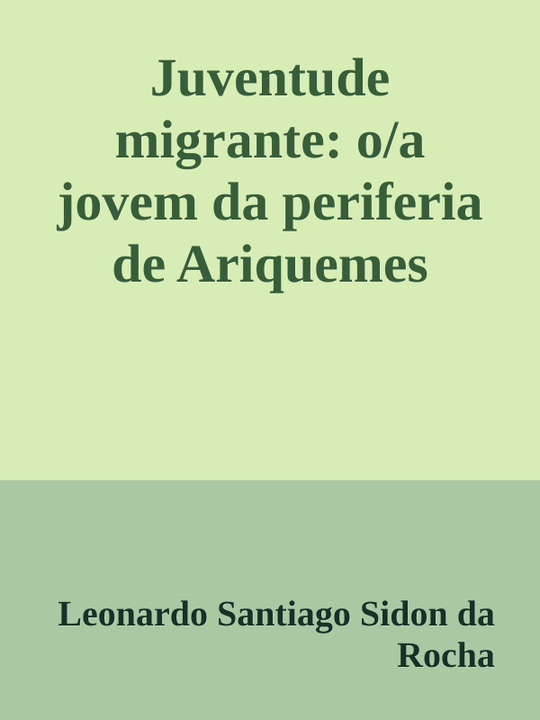 Juventude
migrante: o/a
jovem da periferia
de Ariquemes
Leonardo Santiago Sidon da
Rocha